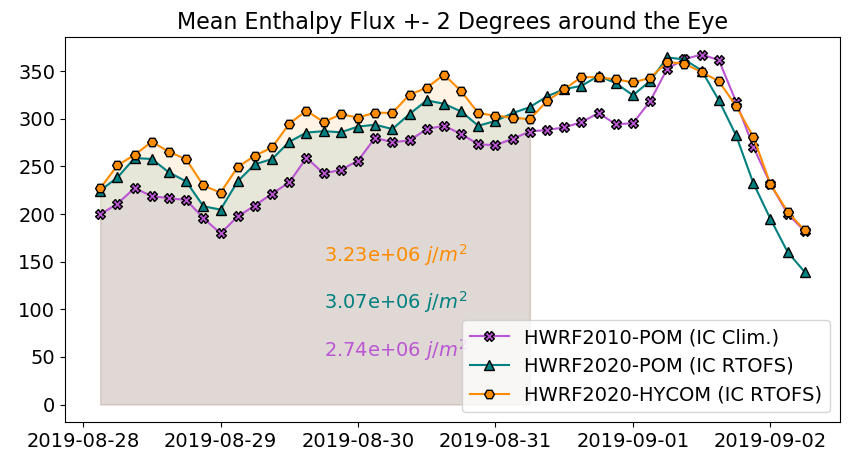 Mean Enthalpy Flux +- 2 Degrees around the Eye
350
300
250
200
150
100
50
0
3.23e+06 j/m²
3.07e+06 j/m²
2.74e+06 j/m²
HWRF2010-POM (IC Clim.)
HWRF2020-POM (IC RTOFS)
HWRF2020-HYCOM (IC RTOFS)
2019-08-28 2019-08-29 2019-08-30 2019-08-31 2019-09-01 2019-09-02